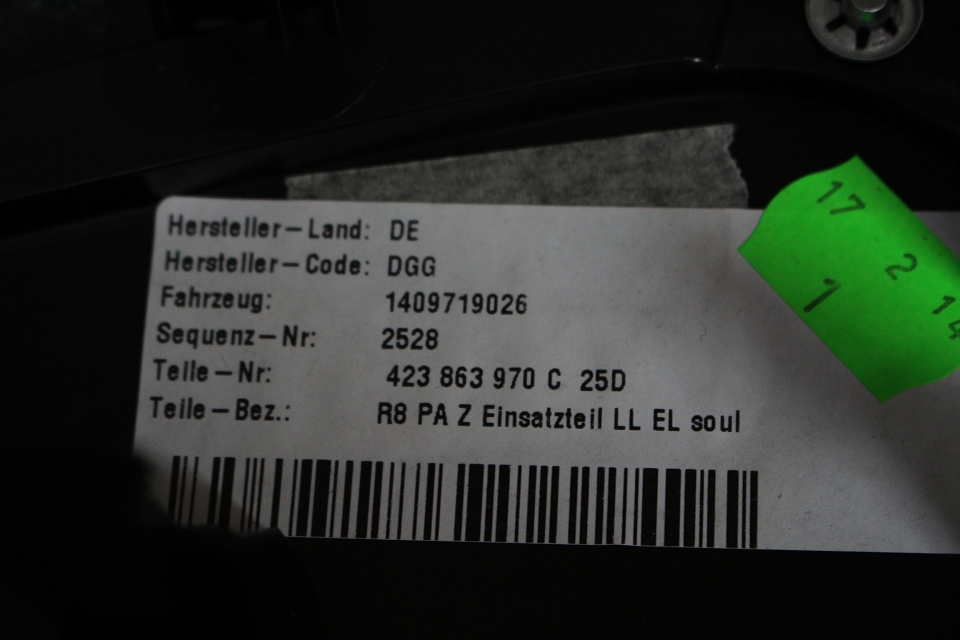 Hersteller-Land: DE
Hersteller-Code: DGG
Fahrzeug: 1409719026
Sequenz-Nr: 2528
Teile-Nr: 423 863 970 C 25D
Teile-Bez.: R8 PA Z Einsatzteil LL EL soul
17
2
14
1